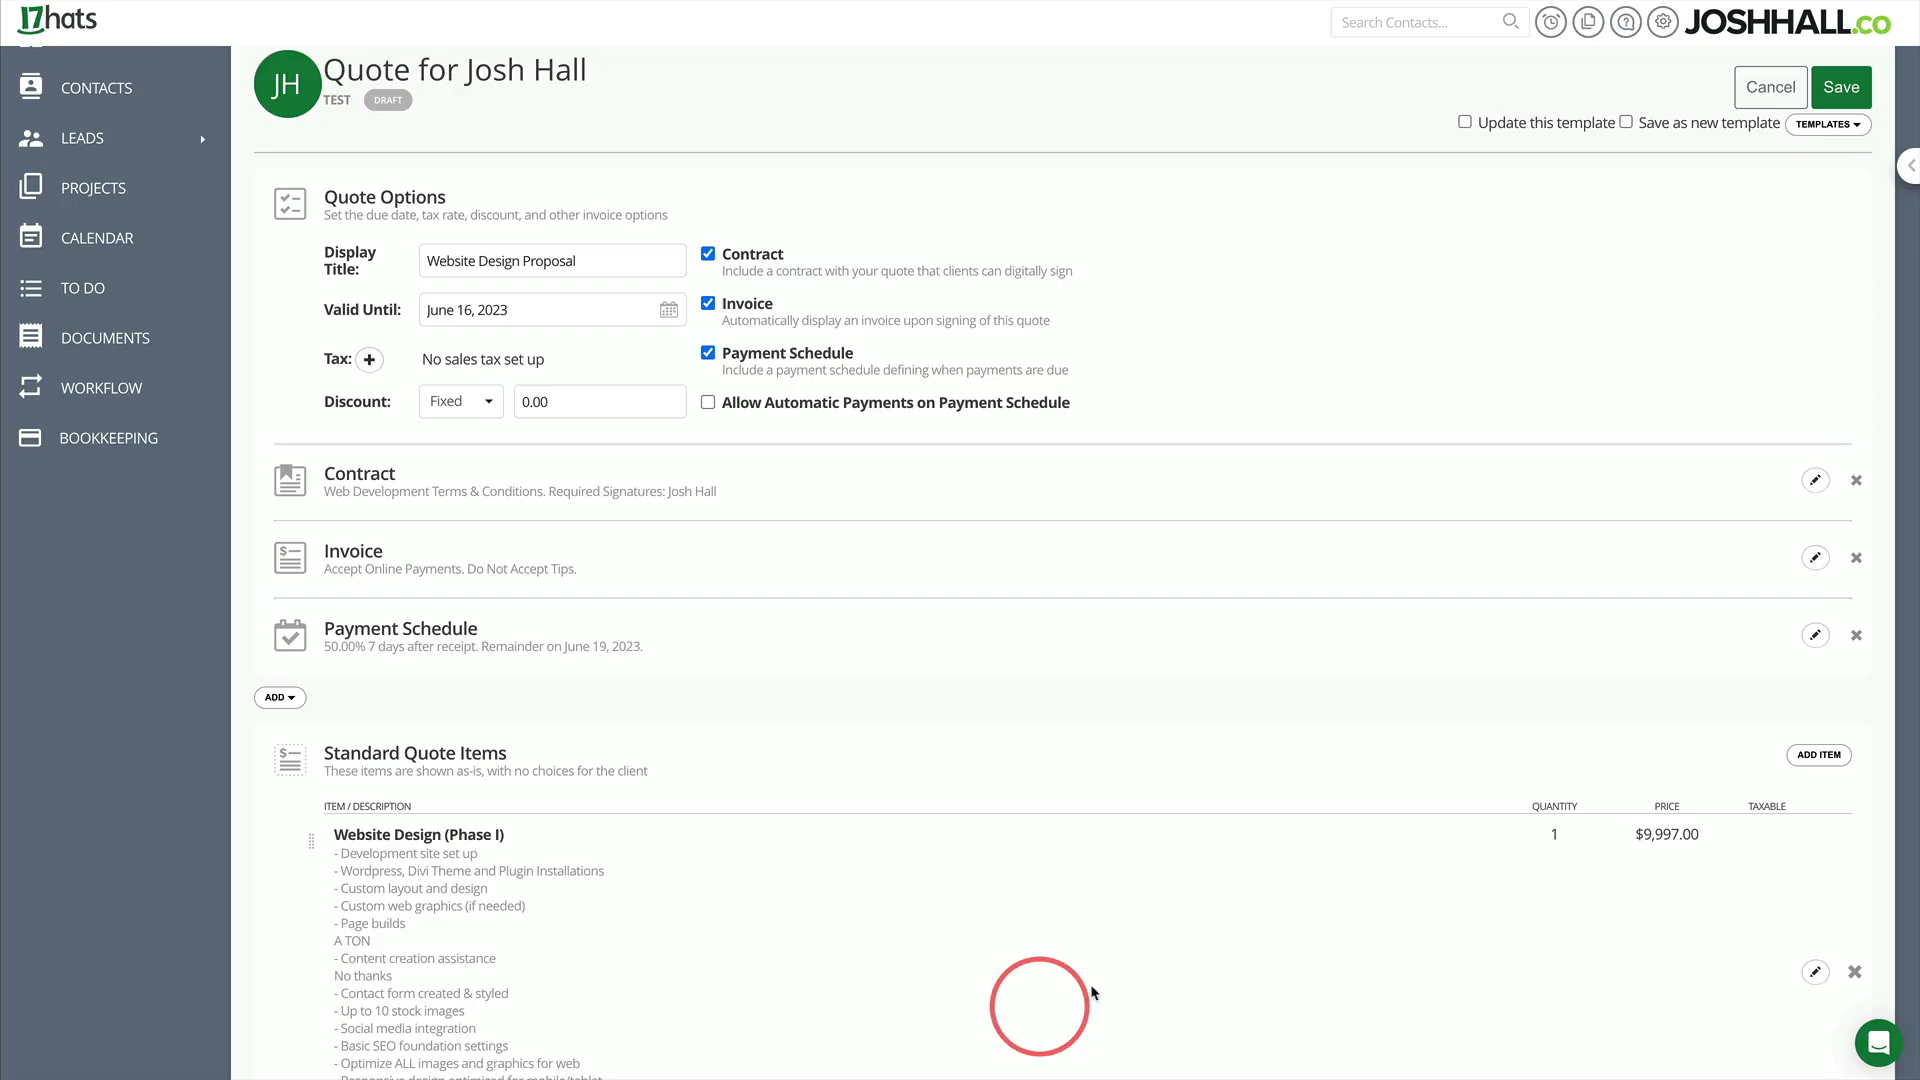 17hats
Search Contacts...
JOSHHALL.CO
CONTACTS
LEADS
PROJECTS
CALENDAR
TO DO
DOCUMENTS
WORKFLOW
BOOKKEEPING
JH
Quote for Josh Hall
TEST DRAFT
Cancel Save
Update this template Save as new template TEMPLATES
Quote Options
Set the due date, tax rate, discount, and other invoice options
Display Title: Website Design Proposal
Contract
Include a contract with your quote that clients can digitally sign
Valid Until: June 16, 2023
Invoice
Automatically display an invoice upon signing of this quote
Tax: + No sales tax set up
Payment Schedule
Include a payment schedule defining when payments are due
Discount: Fixed 0.00
Allow Automatic Payments on Payment Schedule
Contract
Web Development Terms & Conditions. Required Signatures: Josh Hall
Invoice
Accept Online Payments. Do Not Accept Tips.
Payment Schedule
50.00% 7 days after receipt. Remainder on June 19, 2023.
ADD
Standard Quote Items
These items are shown as-is, with no choices for the client
ADD ITEM
ITEM / DESCRIPTION QUANTITY PRICE TAXABLE
Website Design (Phase I) 1 $9,997.00
- Development site set up
- Wordpress, Divi Theme and Plugin Installations
- Custom layout and design
- Custom web graphics (if needed)
- Page builds
A TON
- Content creation assistance
No thanks
- Contact form created & styled
- Up to 10 stock images
- Social media integration
- Basic SEO foundation settings
- Optimize ALL images and graphics for web
- Responsive design optimized for mobile/tablet